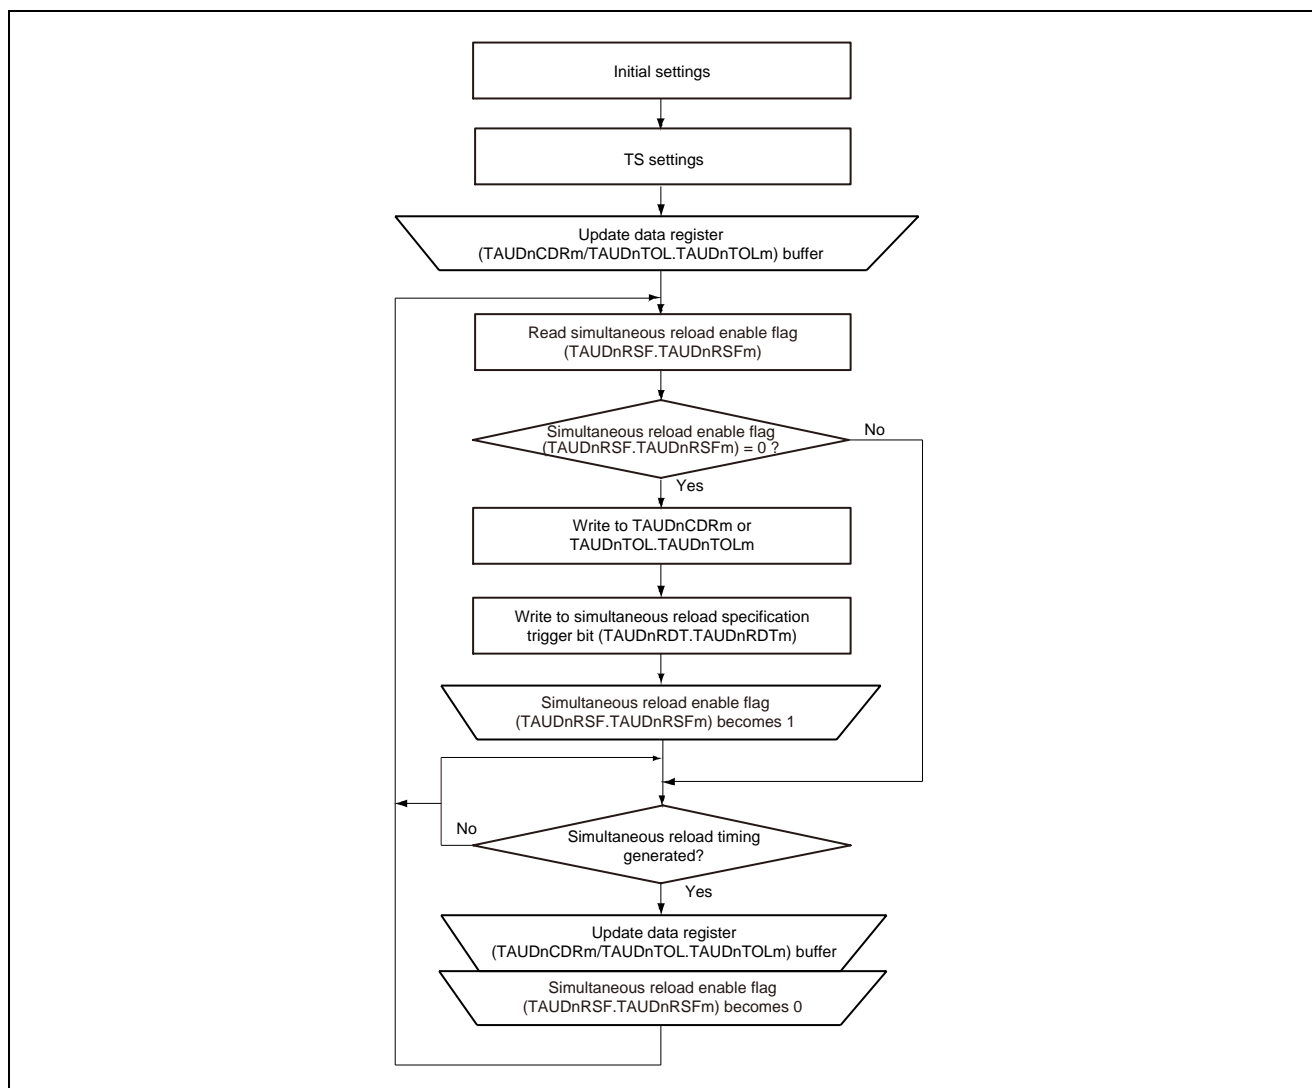 Initial settings
TS settings
Update data register
(TAUDnCDRm/TAUDnTOL.TAUDnTOLm) buffer
Read simultaneous reload enable flag
(TAUDnRSF.TAUDnRSFm)
Simultaneous reload enable flag
(TAUDnRSF.TAUDnRSFm) = 0 ?
No
Yes
Write to TAUDnCDRm or
TAUDnTOL.TAUDnTOLm
Write to simultaneous reload specification
trigger bit (TAUDnRDT.TAUDnRDTm)
Simultaneous reload enable flag
(TAUDnRSF.TAUDnRSFm) becomes 1
No
Simultaneous reload timing
generated?
Yes
Update data register
(TAUDnCDRm/TAUDnTOL.TAUDnTOLm) buffer
Simultaneous reload enable flag
(TAUDnRSF.TAUDnRSFm) becomes 0